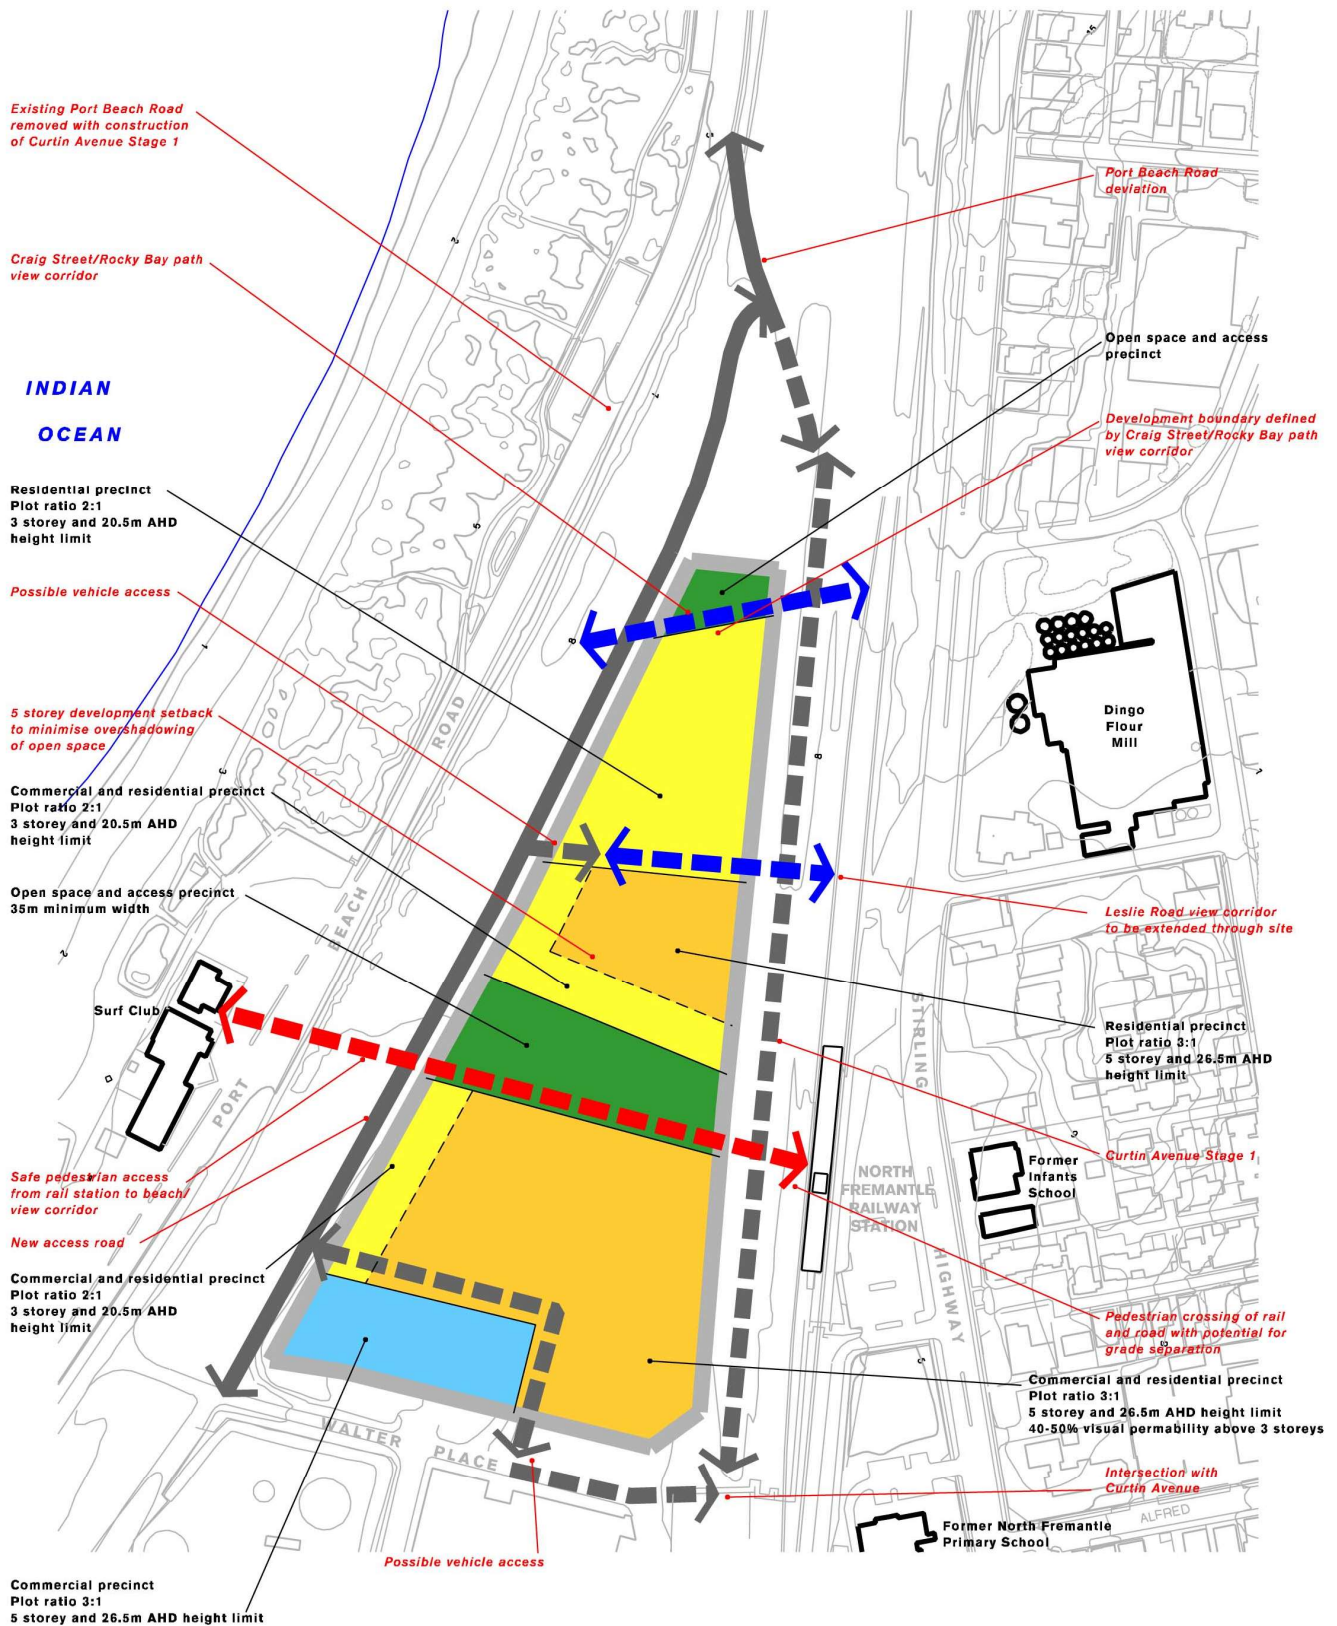 Existing Port Beach Road
removed with construction
of Curtin Avenue Stage 1
Port Beach Road
deviation
Craig Street/Rocky Bay path
view corridor
Open space and access
precinct
INDIAN
OCEAN
Development boundary defined
by Craig Street/Rocky Bay path
view corridor
Residential precinct
Plot ratio 2:1
3 storey and 20.5m AHD
height limit
Possible vehicle access
5 storey development setback
to minimise overshadowing
of open space
ROAD
Dingo
Flour
Mill
Commercial and residential precinct
Plot ratio 2:1
3 storey and 20.5m AHD
height limit
Open space and access precinct
35m minimum width
BEACH
Leslie Road view corridor
to be extended through site
Surf Club
STIRLING
Residential precinct
Plot ratio 3:1
5 storey and 26.5m AHD
height limit
PORT
Curtin Avenue Stage 1
Safe pedestrian access
from rail station to beach/
view corridor
NORTH
FREMANTLE
RAILWAY
STATION
Former
Infants
School
New access road
Commercial and residential precinct
Plot ratio 2:1
3 storey and 20.5m AHD
height limit
HIGHWAY
Pedestrian crossing of rail
and road with potential for
grade separation
Commercial and residential precinct
Plot ratio 3:1
5 storey and 26.5m AHD height limit
40-50% visual permability above 3 storeys
WALTER PLACE
Intersection with
Curtin Avenue
ALFRED
Former North Fremantle
Primary School
Possible vehicle access
Commercial precinct
Plot ratio 3:1
5 storey and 26.5m AHD height limit